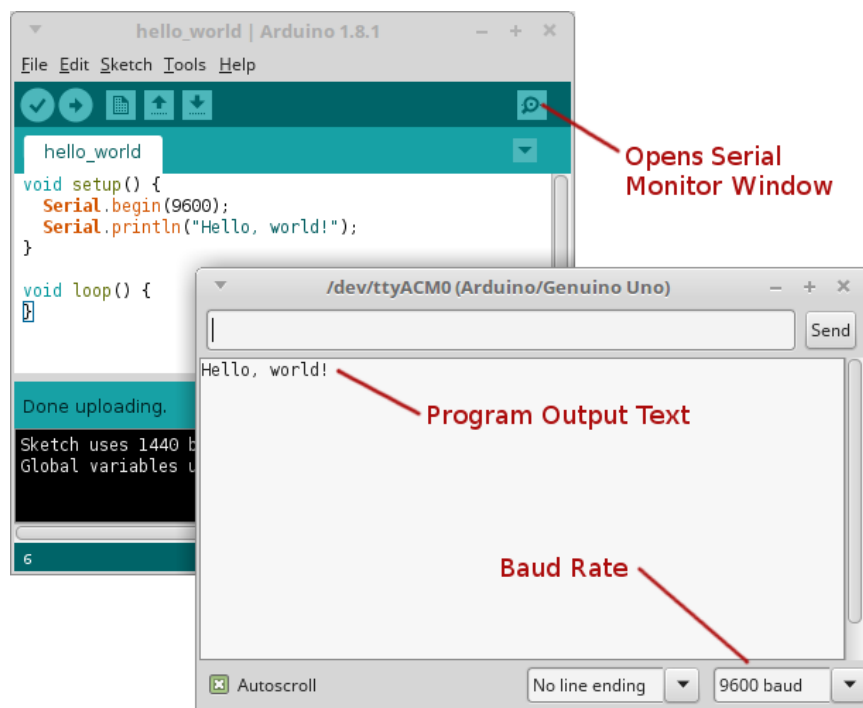 hello_world | Arduino 1.8.1
File Edit Sketch Tools Help
hello_world
Opens Serial
Monitor Window
void setup() {
  Serial.begin(9600);
  Serial.println("Hello, world!");
}
void loop() {
}
/dev/ttyACM0 (Arduino/Genuino Uno)
Send
Hello, world!
Program Output Text
Done uploading.
Sketch uses 1440 b
Global variables u
Baud Rate
6
Autoscroll
No line ending
9600 baud